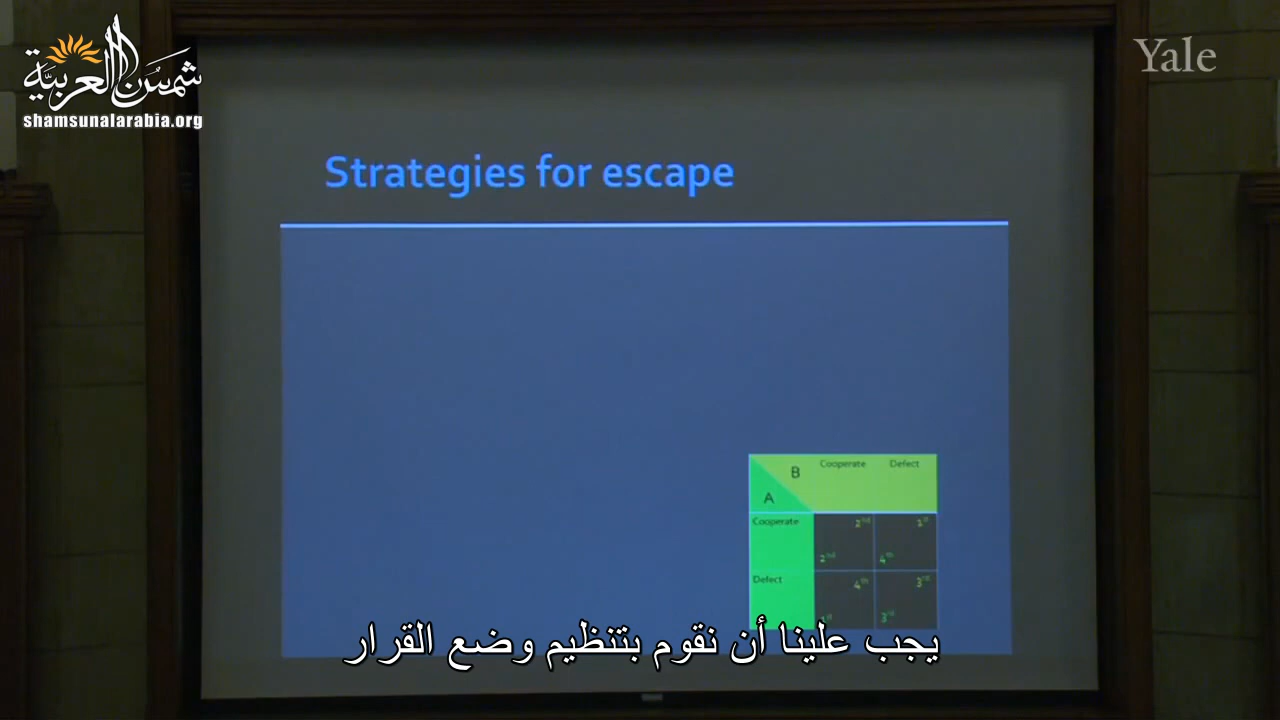 شمس العربية
shamsunalarabia.org
Yale
Strategies for escape
B
Cooperate
Defect
A
Cooperate
2nd
1st
2nd
4th
Defect
4th
3rd
3rd
يجب علينا أن نقوم بتنظيم وضع القرار